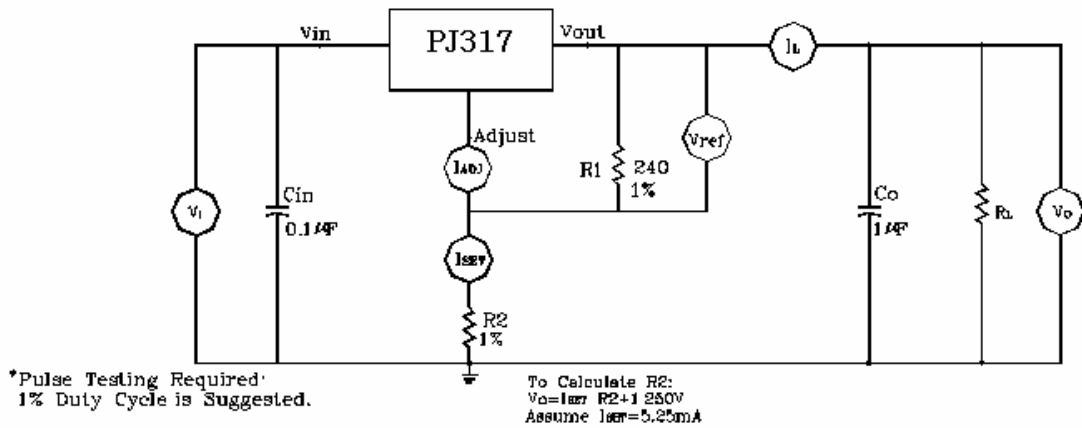 PJ317
Vin
Vout
IL
Adjust
Vref
IADJ
R1
240
1%
Cin
0.1μF
VI
ISET
Co
1μF
RL
Vo
R2
1%
*Pulse Testing Required:
1% Duty Cycle is Suggested.
To Calculate R2:
Vo=ISET R2+1.250V
Assume ISET=5.25mA